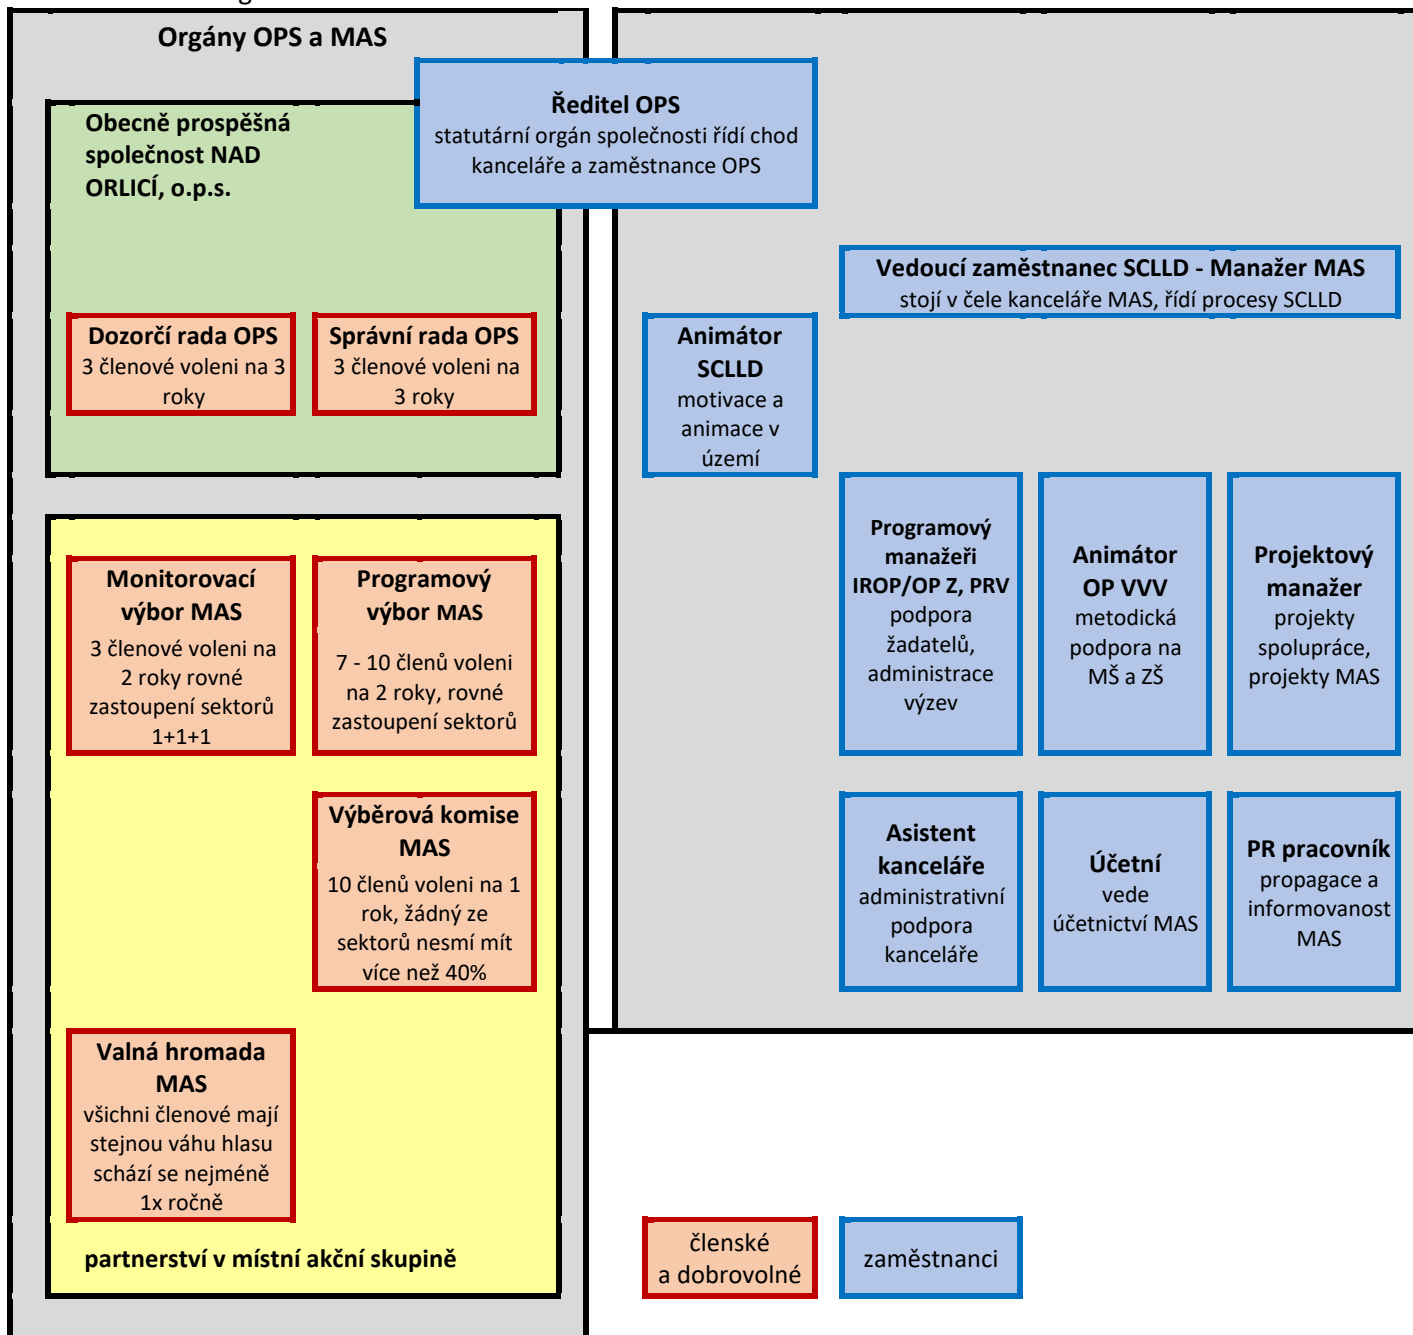 Orgány OPS a MAS
Ředitel OPS
statutární orgán společnosti řídí chod
kanceláře a zaměstnance OPS
Obecně prospěšná
společnost NAD
ORLICÍ, o.p.s.
Vedoucí zaměstnanec SCLLD - Manažer MAS
stojí v čele kanceláře MAS, řídí procesy SCLLD
Dozorčí rada OPS
3 členové voleni na 3
roky
Správní rada OPS
3 členové voleni na
3 roky
Animátor
SCLLD
motivace a
animace v
území
Programový
manažeři
IROP/OP Z, PRV
podpora
žadatelů,
administrace
výzev
Animátor
OP VVV
metodická
podpora na
MŠ a ZŠ
Projektový
manažer
projekty
spolupráce,
projekty MAS
Monitorovací
výbor MAS
3 členové voleni na
2 roky rovné
zastoupení sektorů
1+1+1
Programový
výbor MAS
7 - 10 členů voleni
na 2 roky, rovné
zastoupení sektorů
Výběrová komise
MAS
10 členů voleni na 1
rok, žádný ze
sektorů nesmí mít
více než 40%
Asistent
kanceláře
administrativní
podpora
kanceláře
Účetní
vede
účetnictví MAS
PR pracovník
propagace a
informovanost
MAS
Valná hromada
MAS
všichni členové mají
stejnou váhu hlasu
schází se nejméně
1x ročně
partnerství v místní akční skupině
členské
a dobrovolné
zaměstnanci